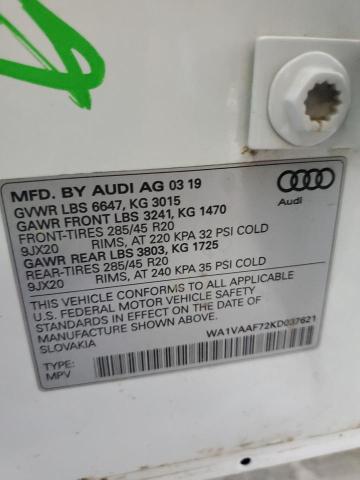 MFD. BY AUDI AG 03 19
GVWR LBS 6647, KG 3015
GAWR FRONT LBS 3241, KG 1470
FRONT-TIRES 285/45 R20
9JX20 RIMS, AT 220 KPA 32 PSI COLD
GAWR REAR LBS 3803, KG 1725
REAR-TIRES 285/45 R20
9JX20 RIMS, AT 240 KPA 35 PSI COLD
THIS VEHICLE CONFORMS TO ALL APPLICABLE
U.S. FEDERAL MOTOR VEHICLE SAFETY
STANDARDS IN EFFECT ON THE DATE OF
MANUFACTURE SHOWN ABOVE.
SLOVAKIA
WA1VAAF72KD037621
TYPE:
MPV
Audi